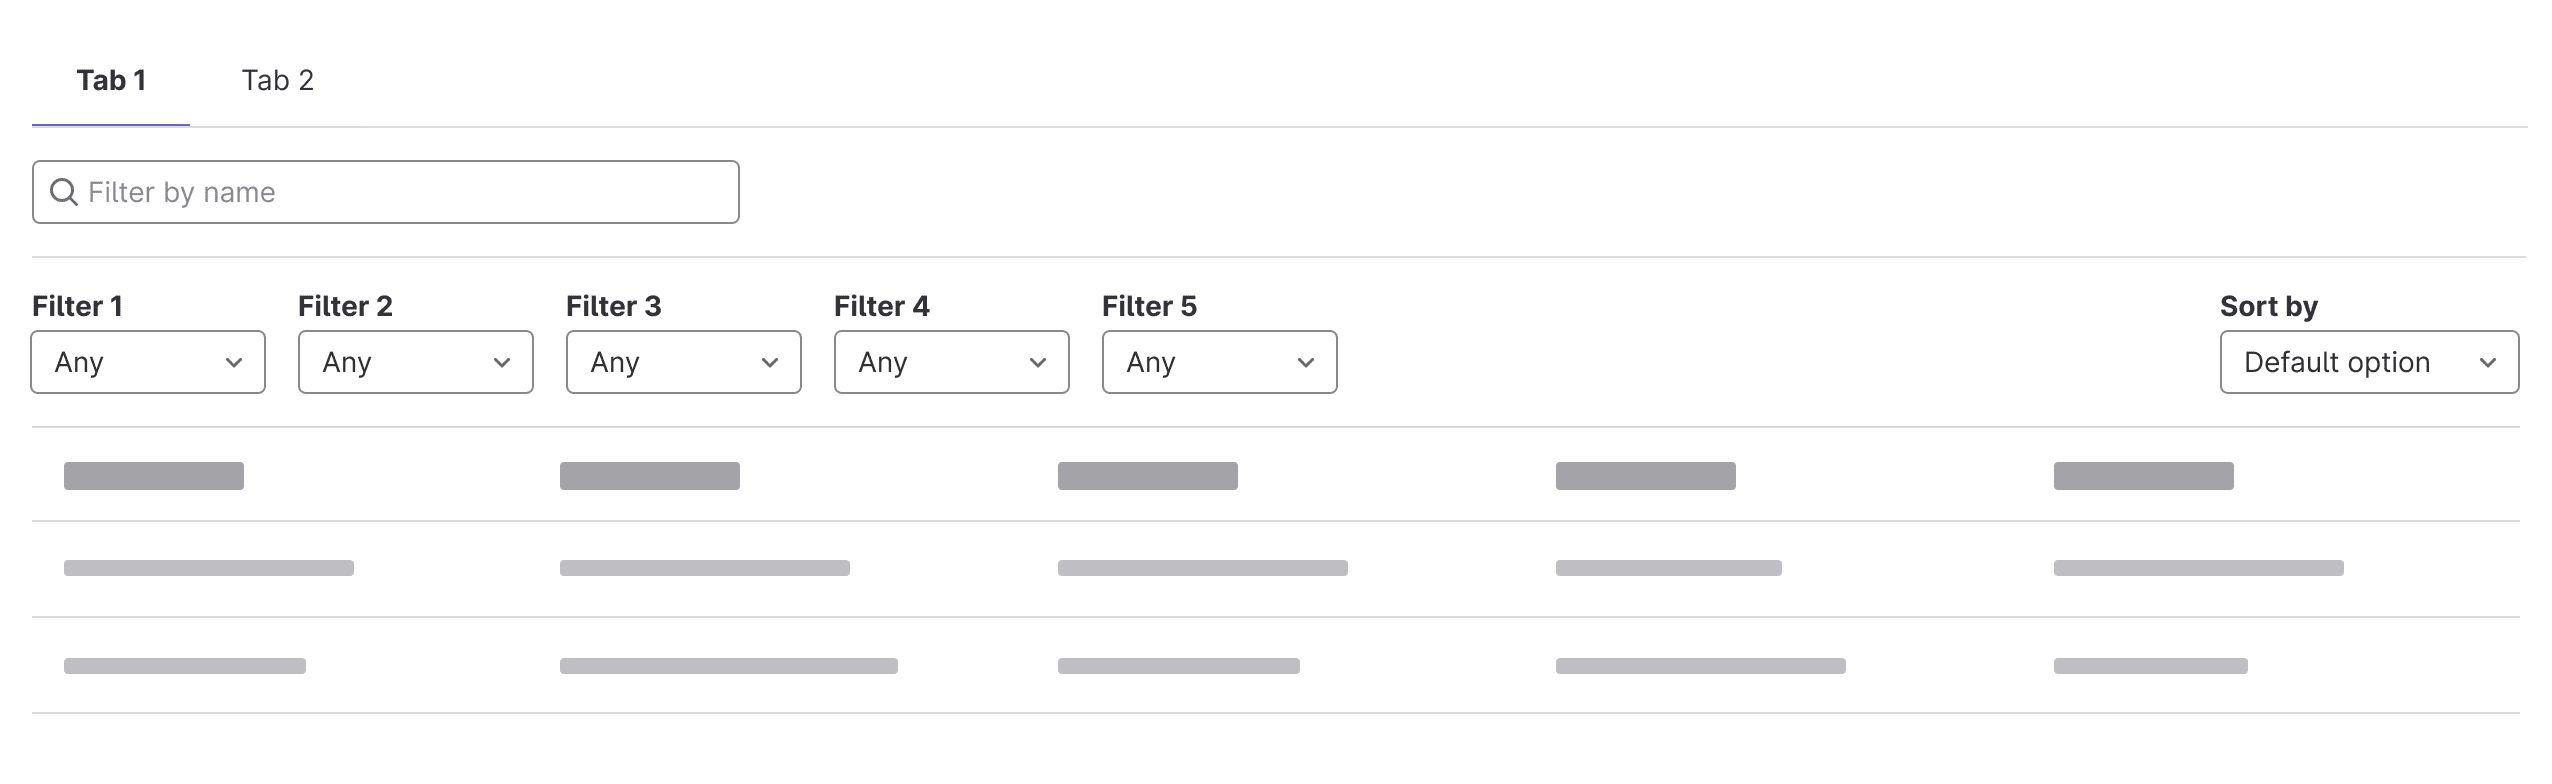 Tab 1 Tab 2
Filter by name
Filter 1 Filter 2 Filter 3 Filter 4 Filter 5 Sort by
Any Any Any Any Any Default option